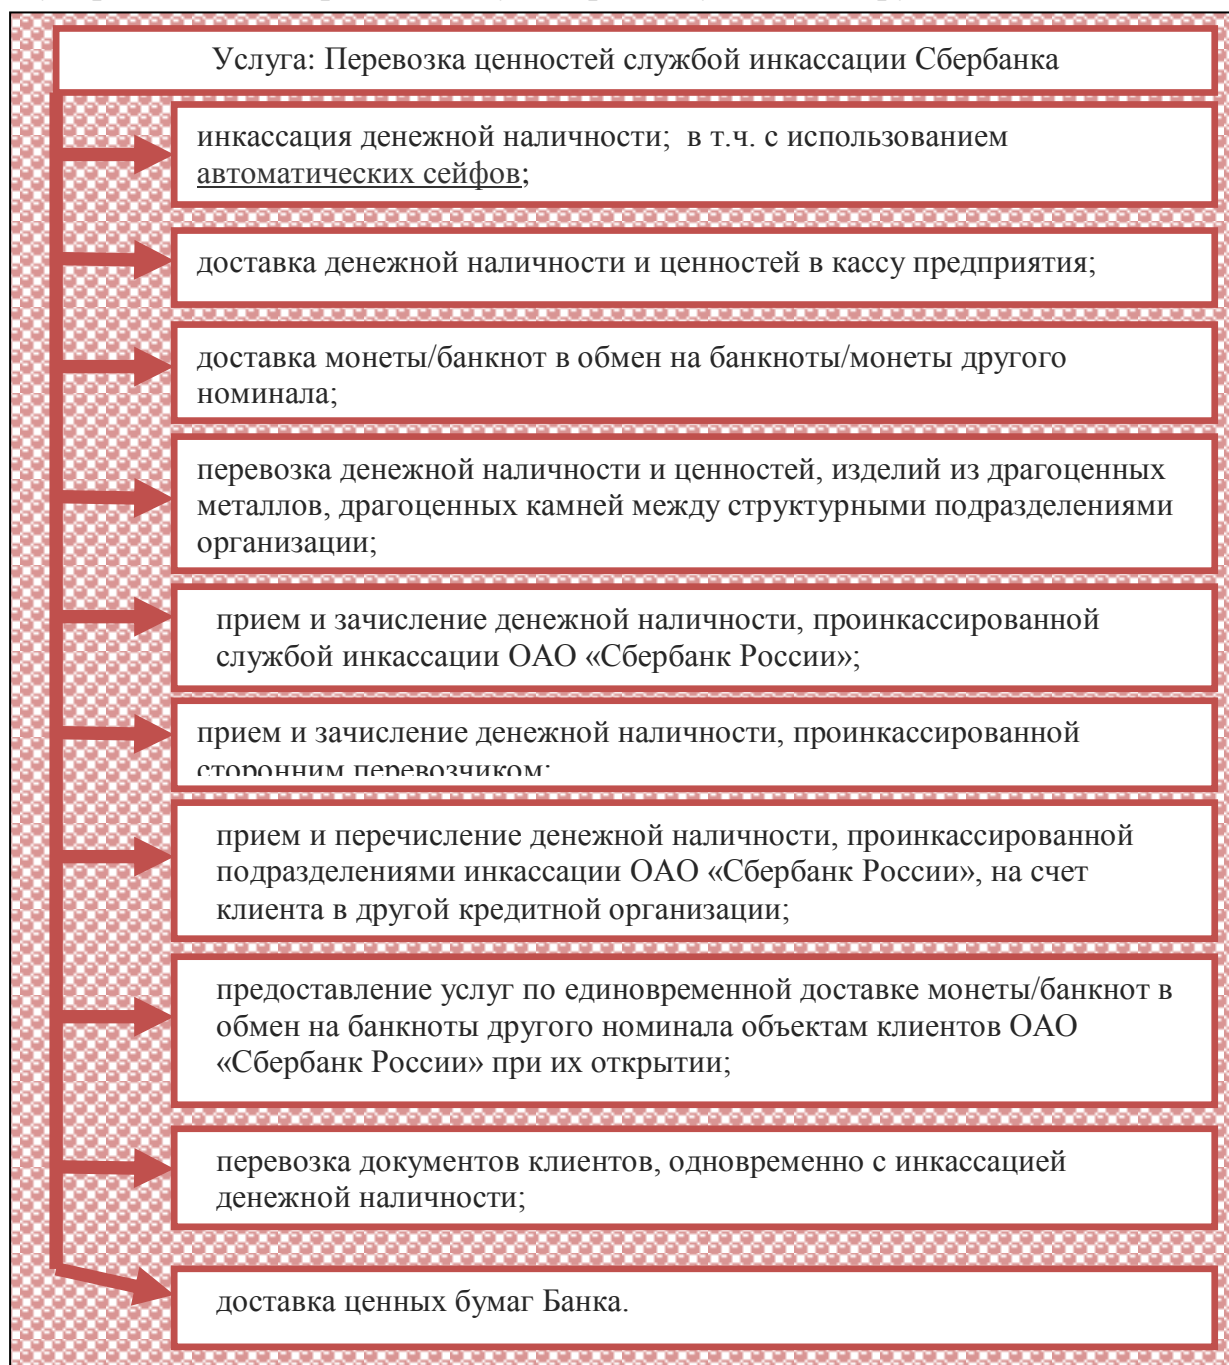 Услуга: Перевозка ценностей службой инкассации Сбербанка
инкассация денежной наличности;  в т.ч. с использованием
автоматических сейфов;
доставка денежной наличности и ценностей в кассу предприятия;
доставка монеты/банкнот в обмен на банкноты/монеты другого
номинала;
перевозка денежной наличности и ценностей, изделий из драгоценных
металлов, драгоценных камней между структурными подразделениями
организации;
прием и зачисление денежной наличности, проинкассированной
службой инкассации ОАО «Сбербанк России»;
прием и зачисление денежной наличности, проинкассированной
сторонним перевозчиком;
прием и перечисление денежной наличности, проинкассированной
подразделениями инкассации ОАО «Сбербанк России», на счет
клиента в другой кредитной организации;
предоставление услуг по единовременной доставке монеты/банкнот в
обмен на банкноты другого номинала объектам клиентов ОАО
«Сбербанк России» при их открытии;
перевозка документов клиентов, одновременно с инкассацией
денежной наличности;
доставка ценных бумаг Банка.